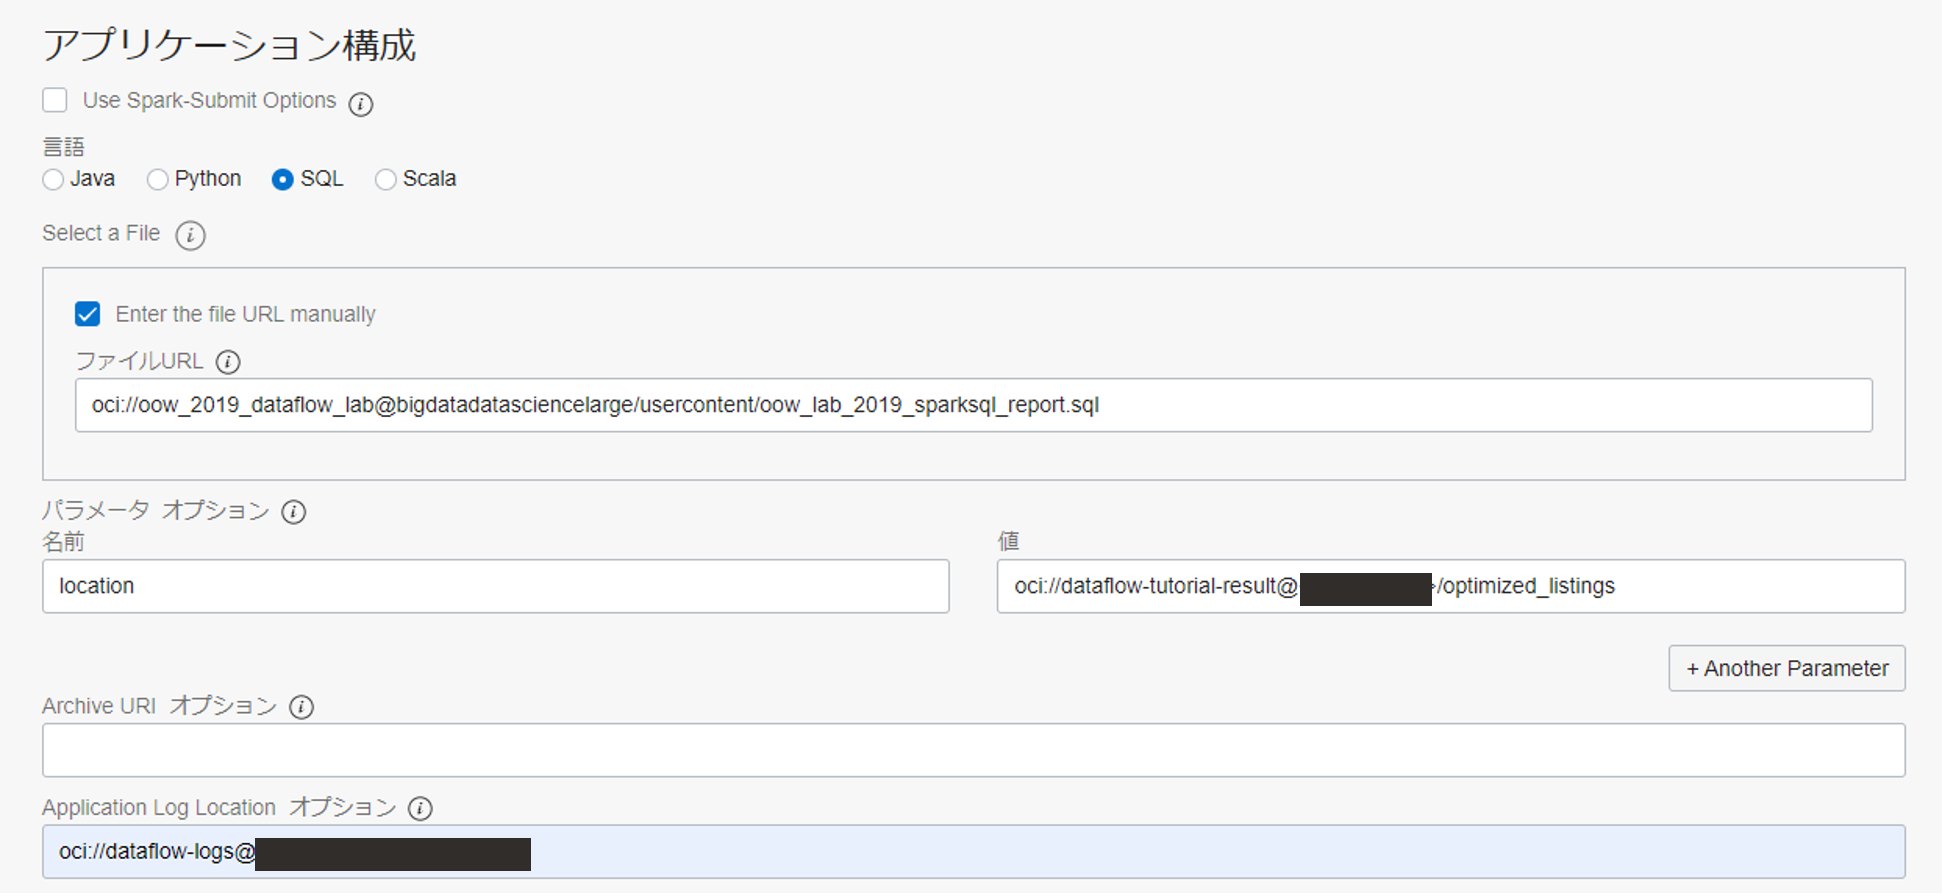 アプリケーション構成
Use Spark-Submit Options
言語
Java Python SQL Scala
Select a File
Enter the file URL manually
ファイルURL
oci://oow_2019_dataflow_lab@bigdatadatasciencelarge/usercontent/oow_lab_2019_sparksql_report.sql
パラメータ オプション
名前 値
location oci://dataflow-tutorial-result@ /optimized_listings
+ Another Parameter
Archive URI オプション
Application Log Location オプション
oci://dataflow-logs@